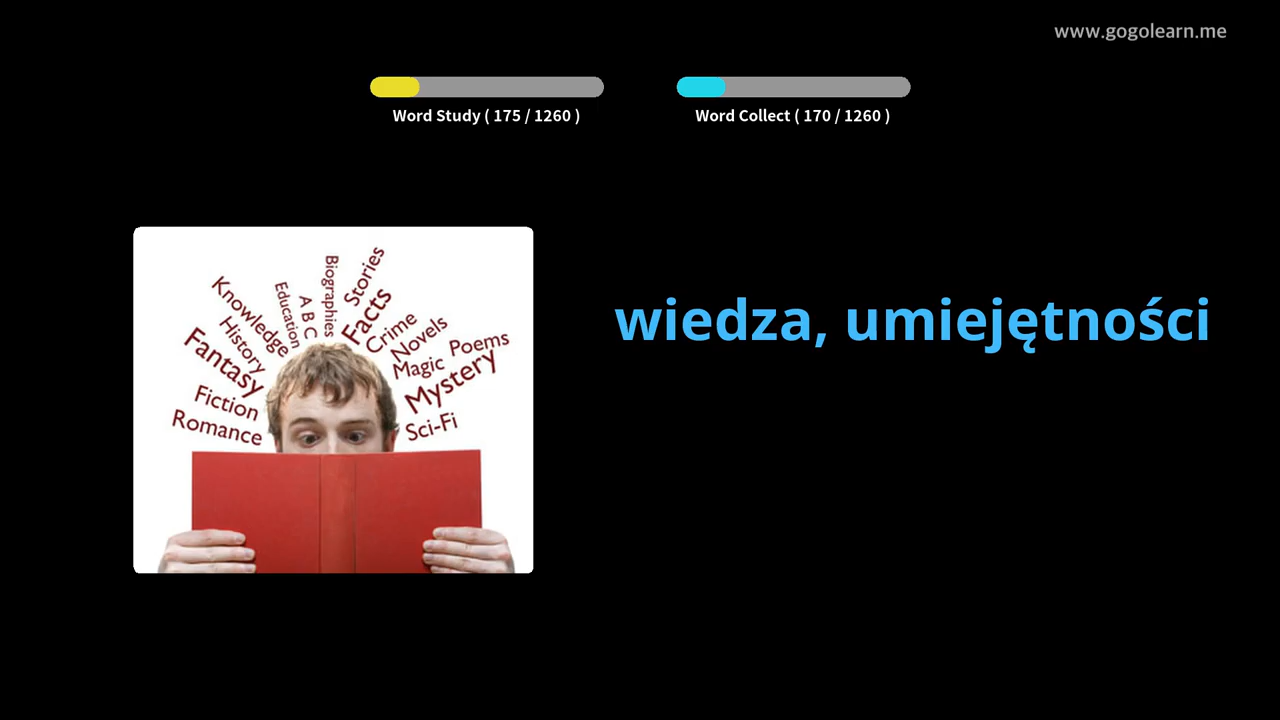 www.gogolearn.me
Word Study ( 175 / 1260 )
Word Collect ( 170 / 1260 )
wiedza, umiejętności
Romance
Fiction
Fantasy
History
Knowledge
Education
A B C
Biographies
Stories
Facts
Crime
Novels
Magic
Poems
Mystery
Sci-Fi